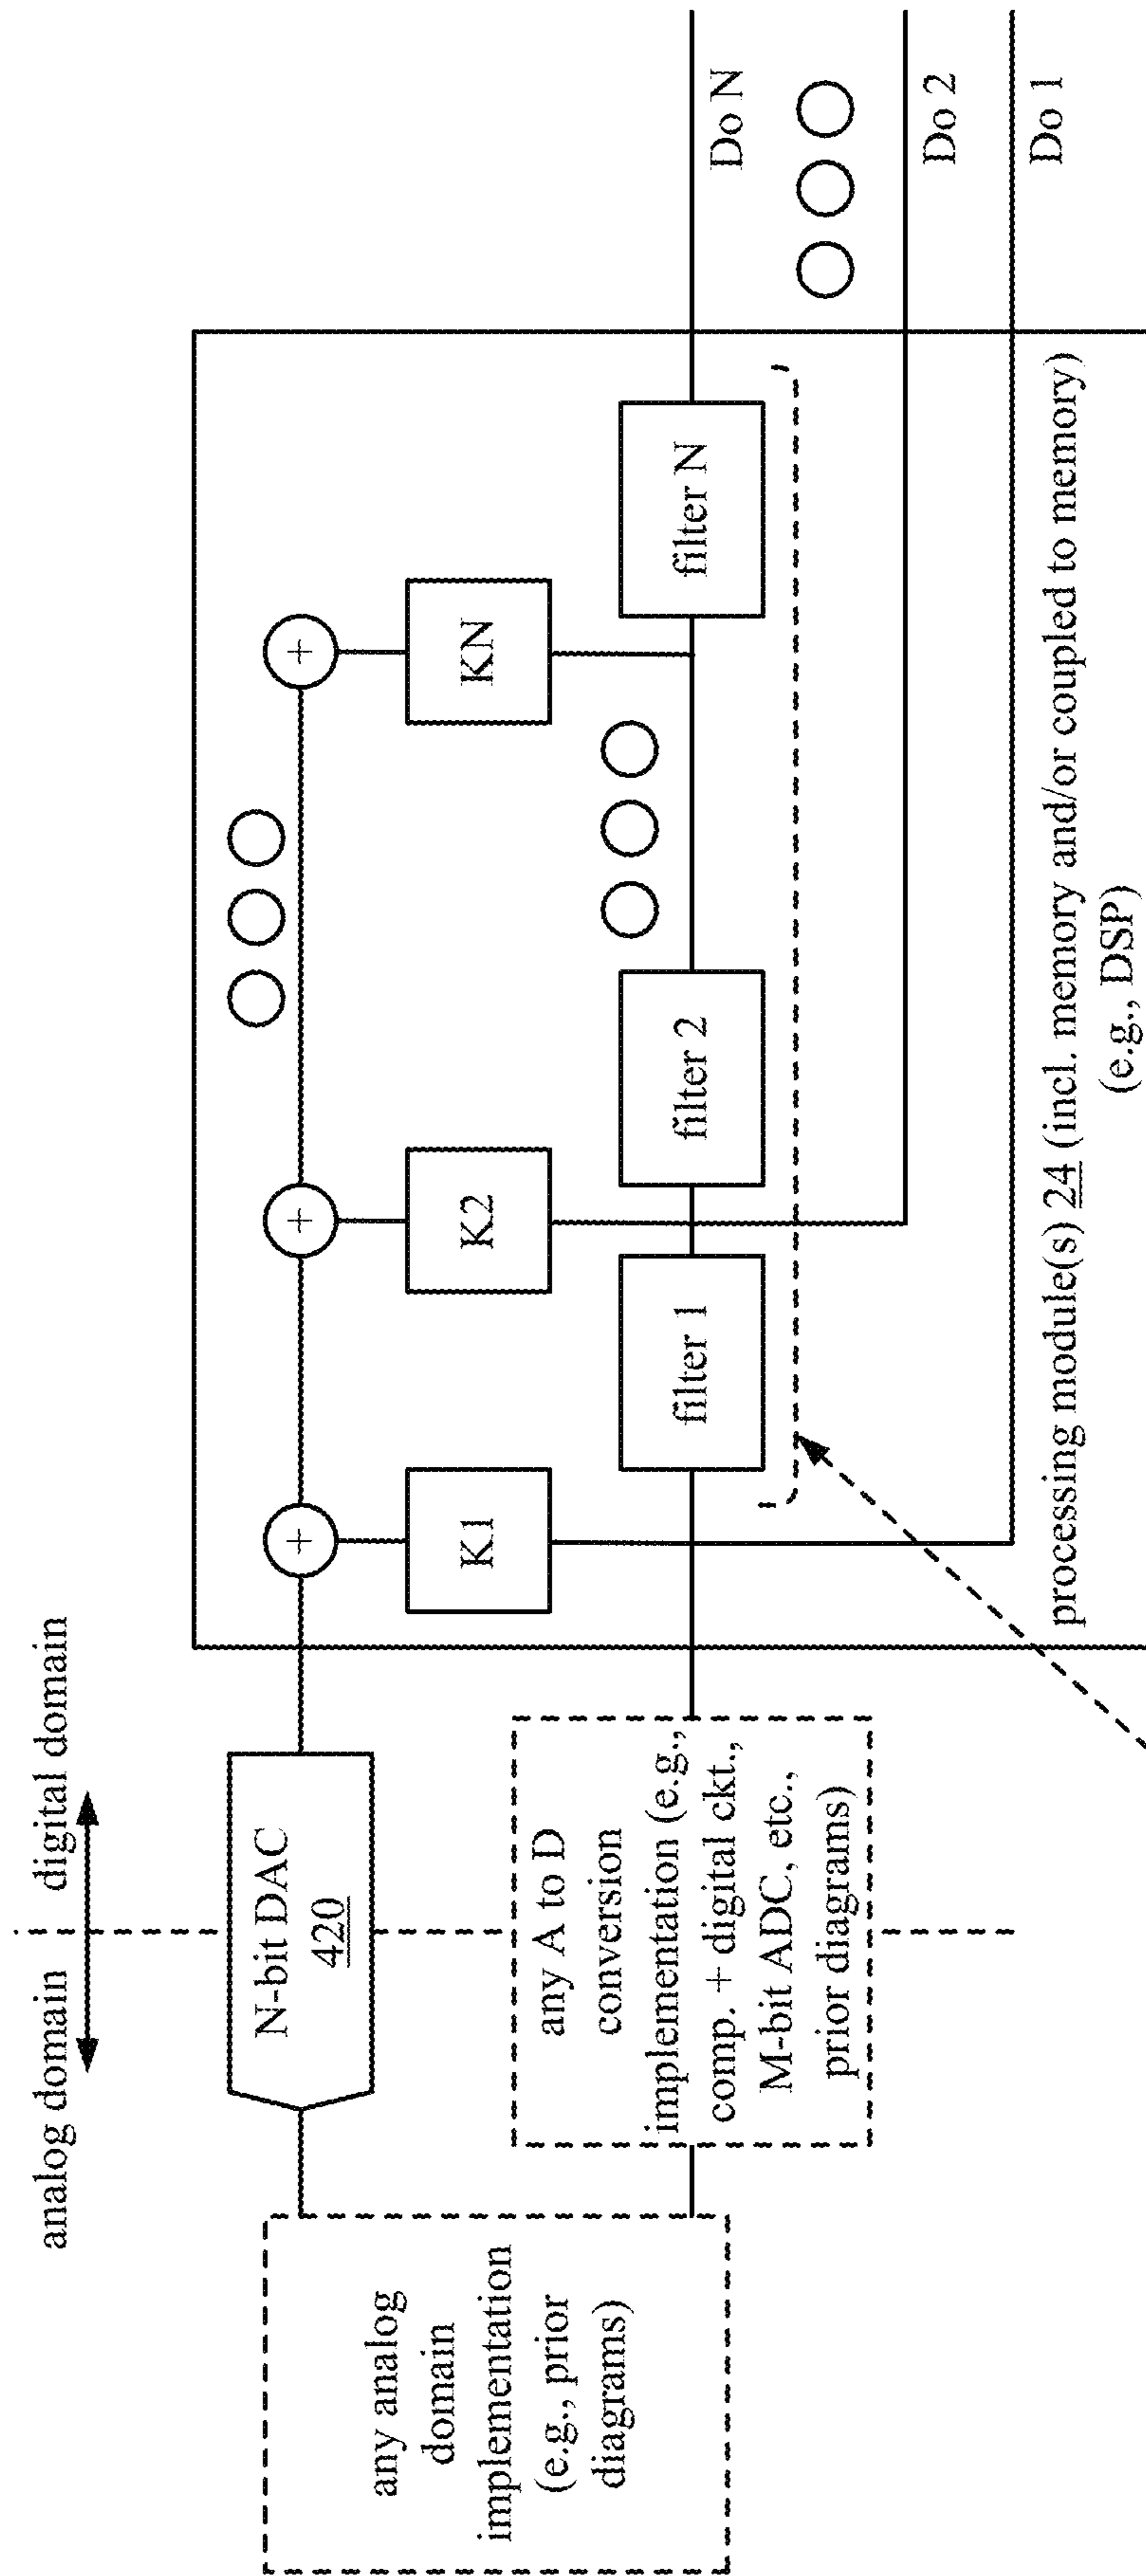 analog domain
digital domain
any analog
domain
implementation
(e.g., prior
diagrams)
N-bit DAC
420
any A to D
conversion
implementation (e.g.,
comp. + digital ckt.,
M-bit ADC, etc.,
prior diagrams)
+
+
+
K1
K2
KN
filter 1
filter 2
filter N
Do N
Do 2
Do 1
processing module(s) 24 (incl. memory and/or coupled to memory)
(e.g., DSP)